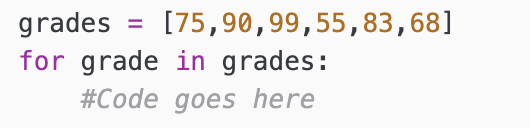 grades = [75,90,99,55,83,68]
for grade in grades:
    #Code goes here